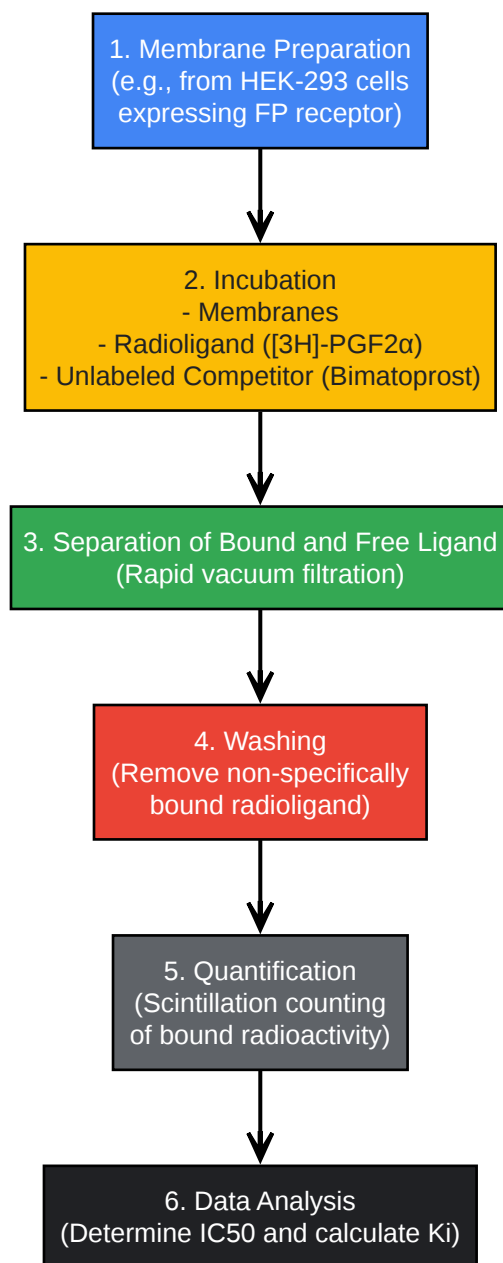 1. Membrane Preparation
(e.g., from HEK-293 cells
expressing FP receptor)
2. Incubation
- Membranes
- Radioligand ([3H]-PGF2α)
- Unlabeled Competitor (Bimatoprost)
3. Separation of Bound and Free Ligand
(Rapid vacuum filtration)
4. Washing
(Remove non-specifically
bound radioligand)
5. Quantification
(Scintillation counting
of bound radioactivity)
6. Data Analysis
(Determine IC50 and calculate Ki)